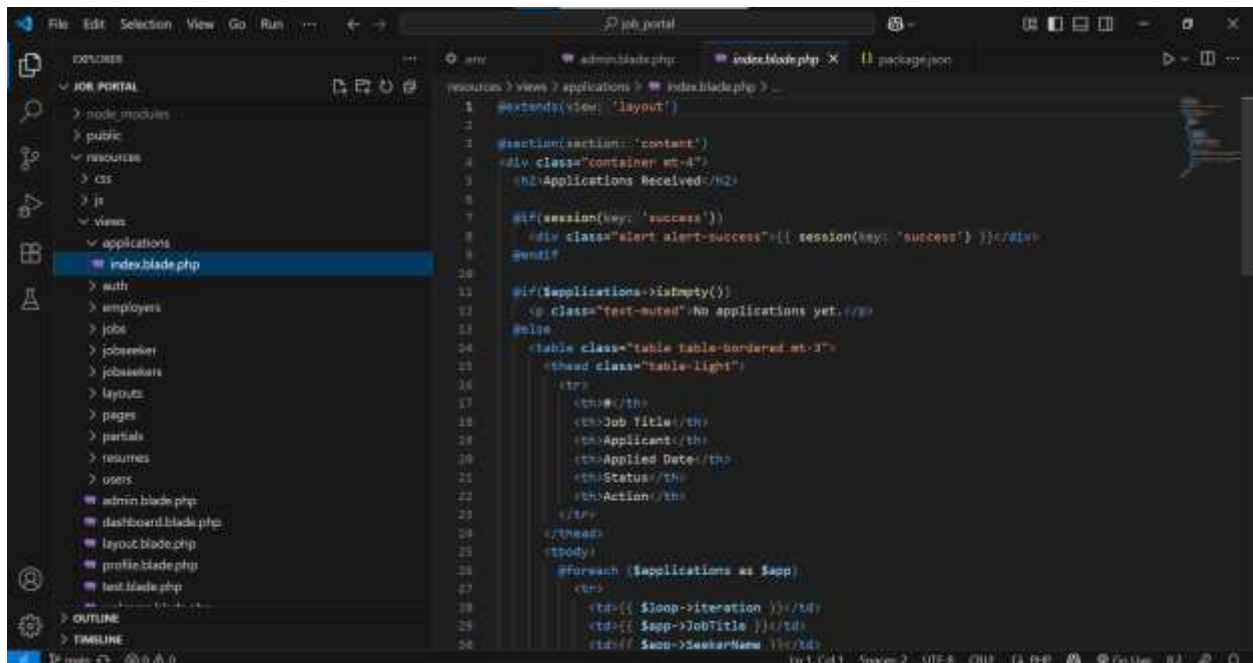 File Edit Selection View Go Run ... job_portal
EXPLORER
JOB PORTAL
node_modules
public
resources
css
js
views
applications
index.blade.php
auth
employers
jobs
jobseeker
jobseekers
layouts
pages
partials
resumes
users
admin.blade.php
dashboard.blade.php
layout.blade.php
profile.blade.php
test.blade.php
OUTLINE
TIMELINE
.env admin.blade.php index.blade.php package.json
resources > views > applications > index.blade.php > ...
1 @extends(view: 'layout')
2
3 @section(section: 'content')
4 <div class="container mt-4">
5 <h2>Applications Received</h2>
6
7 @if(session(key: 'success'))
8 <div class="alert alert-success">{{ session(key: 'success') }}</div>
9 @endif
10
11 @if($applications->isEmpty())
12 <p class="text-muted">No applications yet.</p>
13 @else
14 <table class="table table-bordered mt-3">
15 <thead class="table-light">
16 <tr>
17 <th>#</th>
18 <th>Job Title</th>
19 <th>Applicant</th>
20 <th>Applied Date</th>
21 <th>Status</th>
22 <th>Action</th>
23 </tr>
24 </thead>
25 <tbody>
26 @foreach ($applications as $app)
27 <tr>
28 <td>{{ $loop->iteration }}</td>
29 <td>{{ $app->JobTitle }}</td>
30 <td>{{ $app->SeekerName }}</td>
main Ln 1, Col 1 Spaces: 2 UTF-8 CRLF PHP